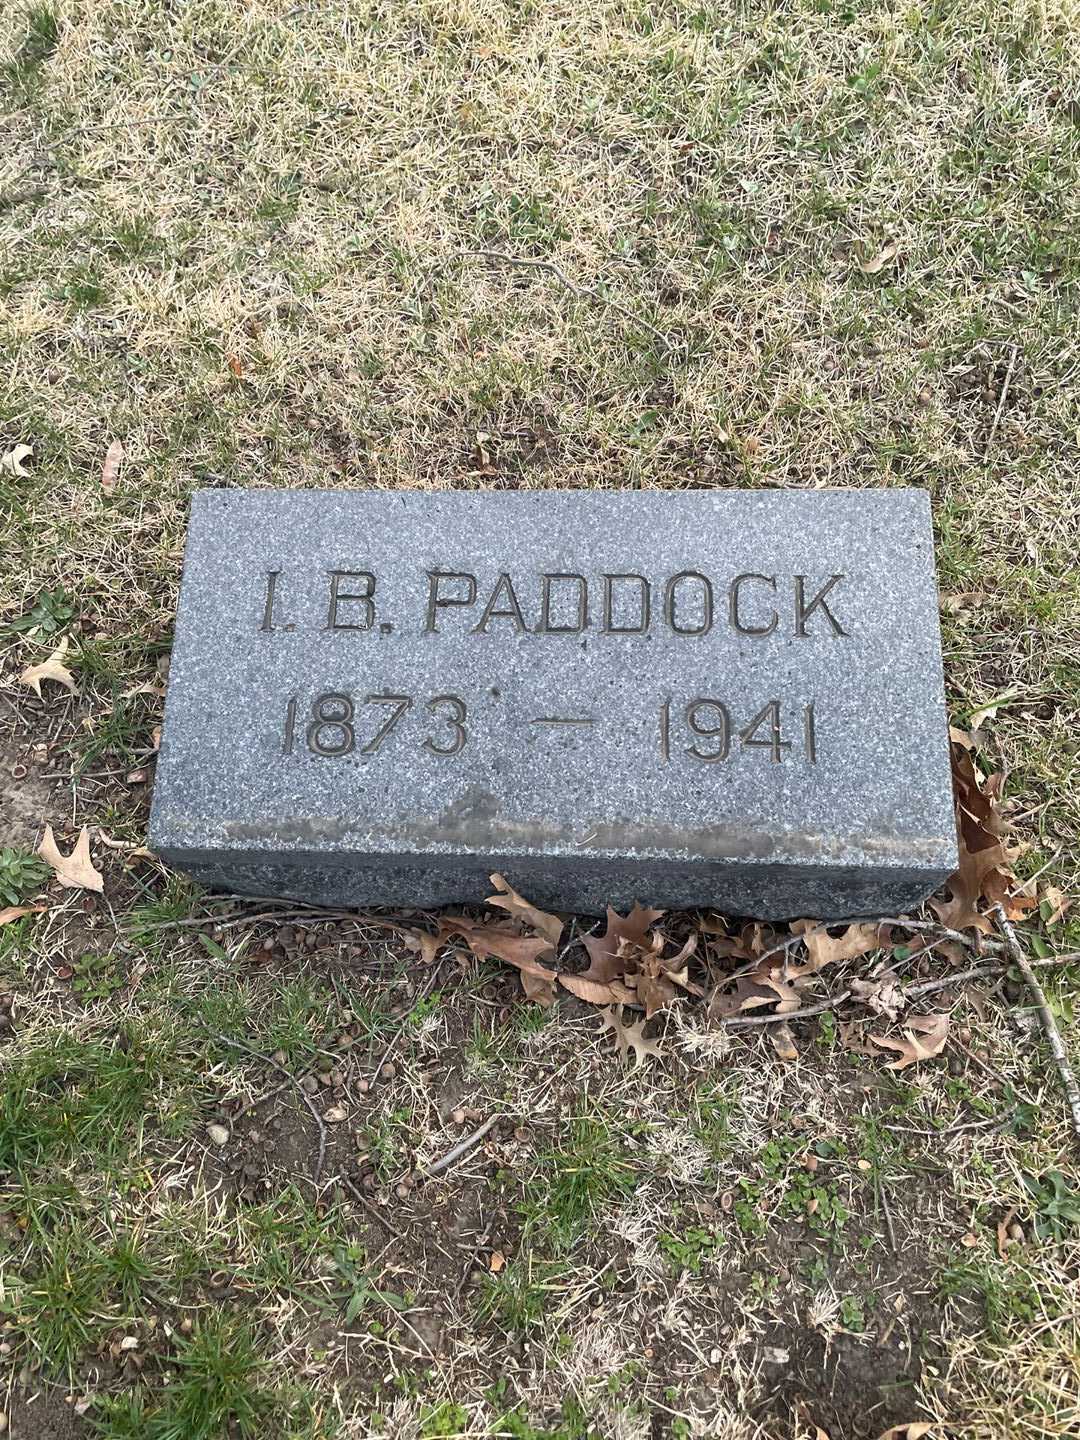 I. B. PADDOCK
1873 — 1941